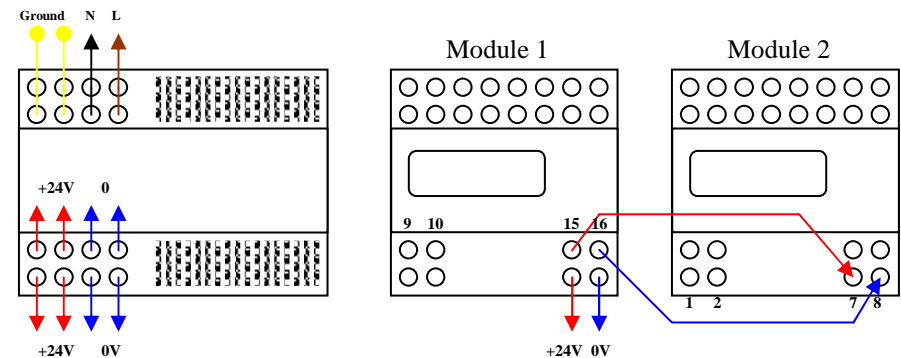 Ground N L
Module 1
Module 2
+24V 0
9 10 15 16
1 2 7 8
+24V 0V
+24V 0V